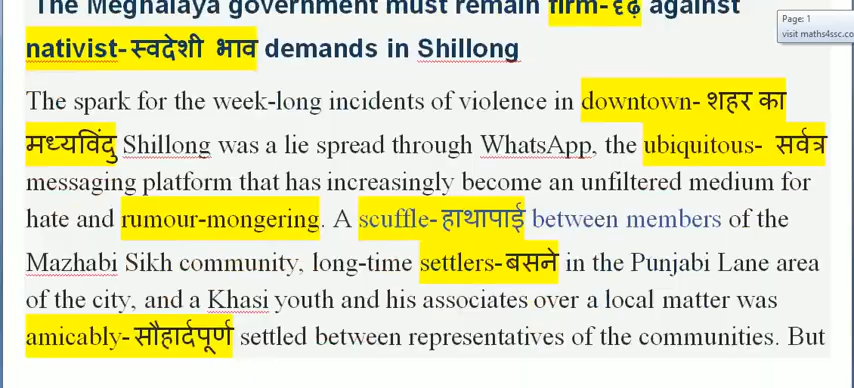 The Meghalaya government must remain firm-दृढ़ against
nativist-स्वदेशी भाव demands in Shillong
The spark for the week-long incidents of violence in downtown- शहर का
मध्यविंदु Shillong was a lie spread through WhatsApp, the ubiquitous- सर्वत्र
messaging platform that has increasingly become an unfiltered medium for
hate and rumour-mongering. A scuffle-हाथापाई between members of the
Mazhabi Sikh community, long-time settlers-बसने in the Punjabi Lane area
of the city, and a Khasi youth and his associates over a local matter was
amicably-सौहार्दपूर्ण settled between representatives of the communities. But
Page: 1
visit maths4ssc.co